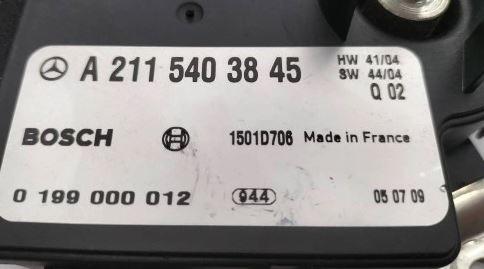 A 211 540 38 45 HW 41/04
SW 44/04
Q 02
BOSCH 1501D706 Made in France
0 199 000 012 944 05 07 09